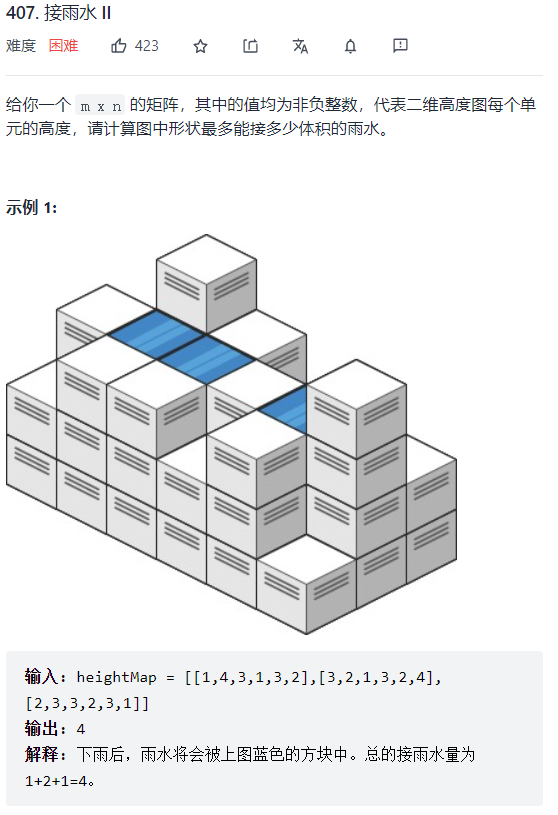 407. 接雨水 II
难度 困难 423
给你一个 m x n 的矩阵，其中的值均为非负整数，代表二维高度图每个单
元的高度，请计算图中形状最多能接多少体积的雨水。
示例 1:
输入: heightMap = [[1,4,3,1,3,2],[3,2,1,3,2,4],
[2,3,3,2,3,1]]
输出: 4
解释: 下雨后，雨水将会被上图蓝色的方块中。总的接雨水量为
1+2+1=4。